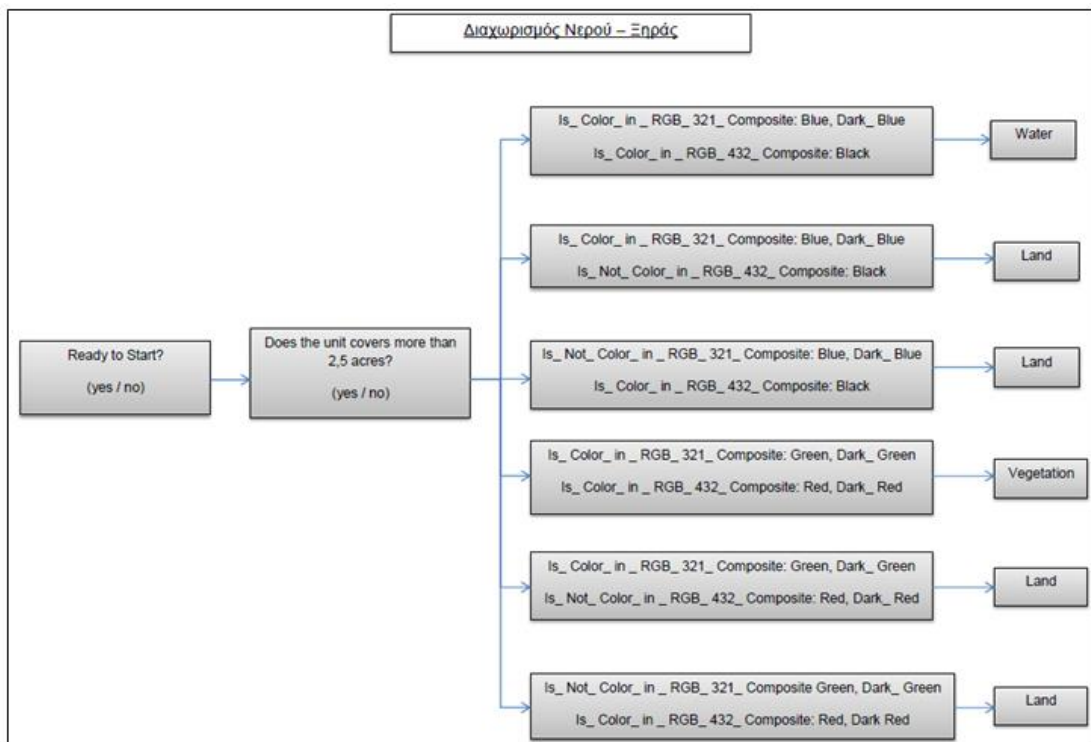 Διαχωρισμός Νερού – Ξηράς
Ready to Start?
(yes / no)
Does the unit covers more than
2,5 acres?
(yes / no)
Is_ Color_ in _ RGB_ 321_ Composite: Blue, Dark_ Blue
Is_ Color_ in _ RGB_ 432_ Composite: Black
Water
Is_ Color_ in _ RGB_ 321_ Composite: Blue, Dark_ Blue
Is_ Not_ Color_ in _ RGB_ 432_ Composite: Black
Land
Is_ Not_ Color_ in _ RGB_ 321_ Composite: Blue, Dark_ Blue
Is_ Color_ in _ RGB_ 432_ Composite: Black
Land
Is_ Color_ in _ RGB_ 321_ Composite: Green, Dark_ Green
Is_ Color_ in _ RGB_ 432_ Composite: Red, Dark_ Red
Vegetation
Is_ Color_ in _ RGB_ 321_ Composite: Green, Dark_ Green
Is_ Not_ Color_ in _ RGB_ 432_ Composite: Red, Dark_ Red
Land
Is_ Not_ Color_ in _ RGB_ 321_ Composite Green, Dark_ Green
Is_ Color_ in _ RGB_ 432_ Composite: Red, Dark Red
Land